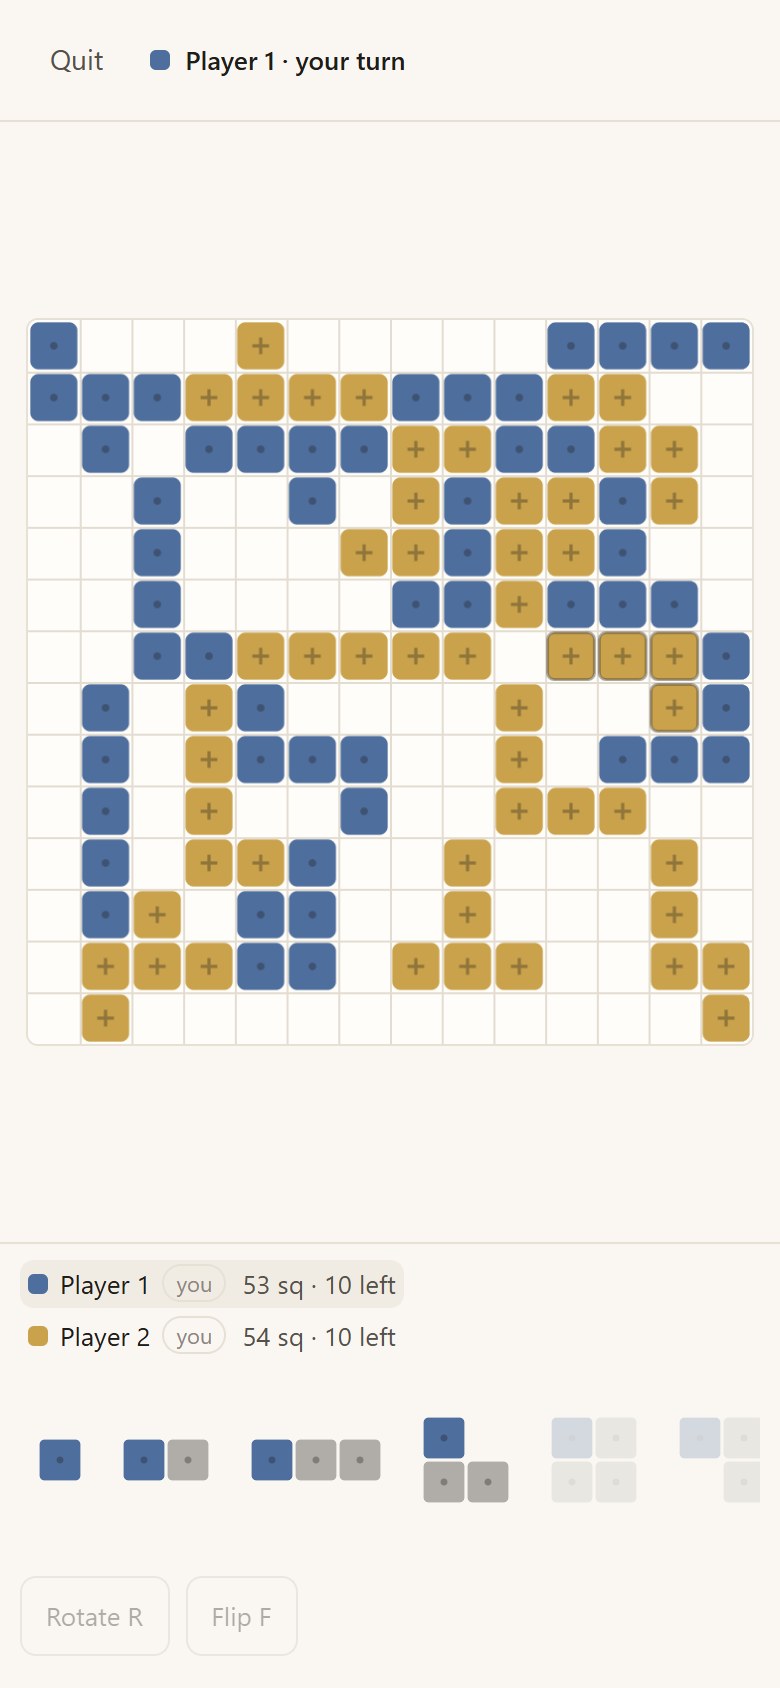 Quit Player 1 · your turn
Player 1 you 53 sq · 10 left
Player 2 you 54 sq · 10 left
Rotate R Flip F